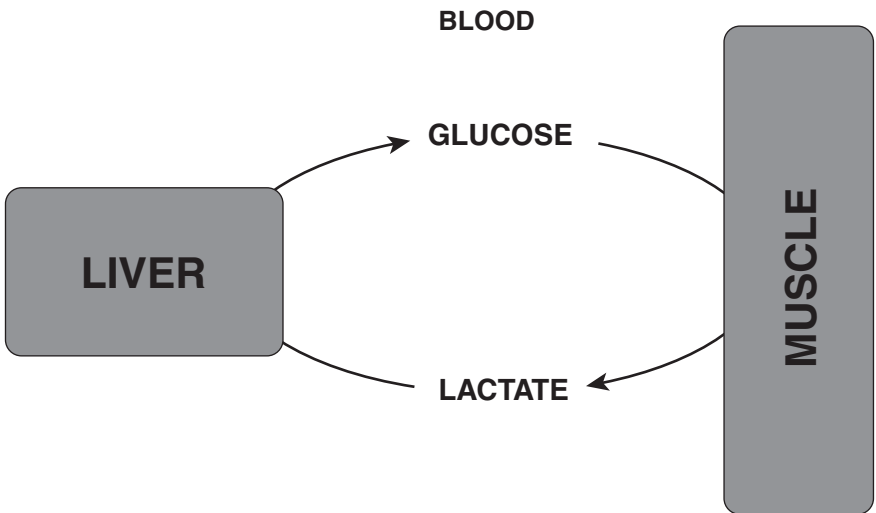 BLOOD
GLUCOSE
LIVER
MUSCLE
LACTATE